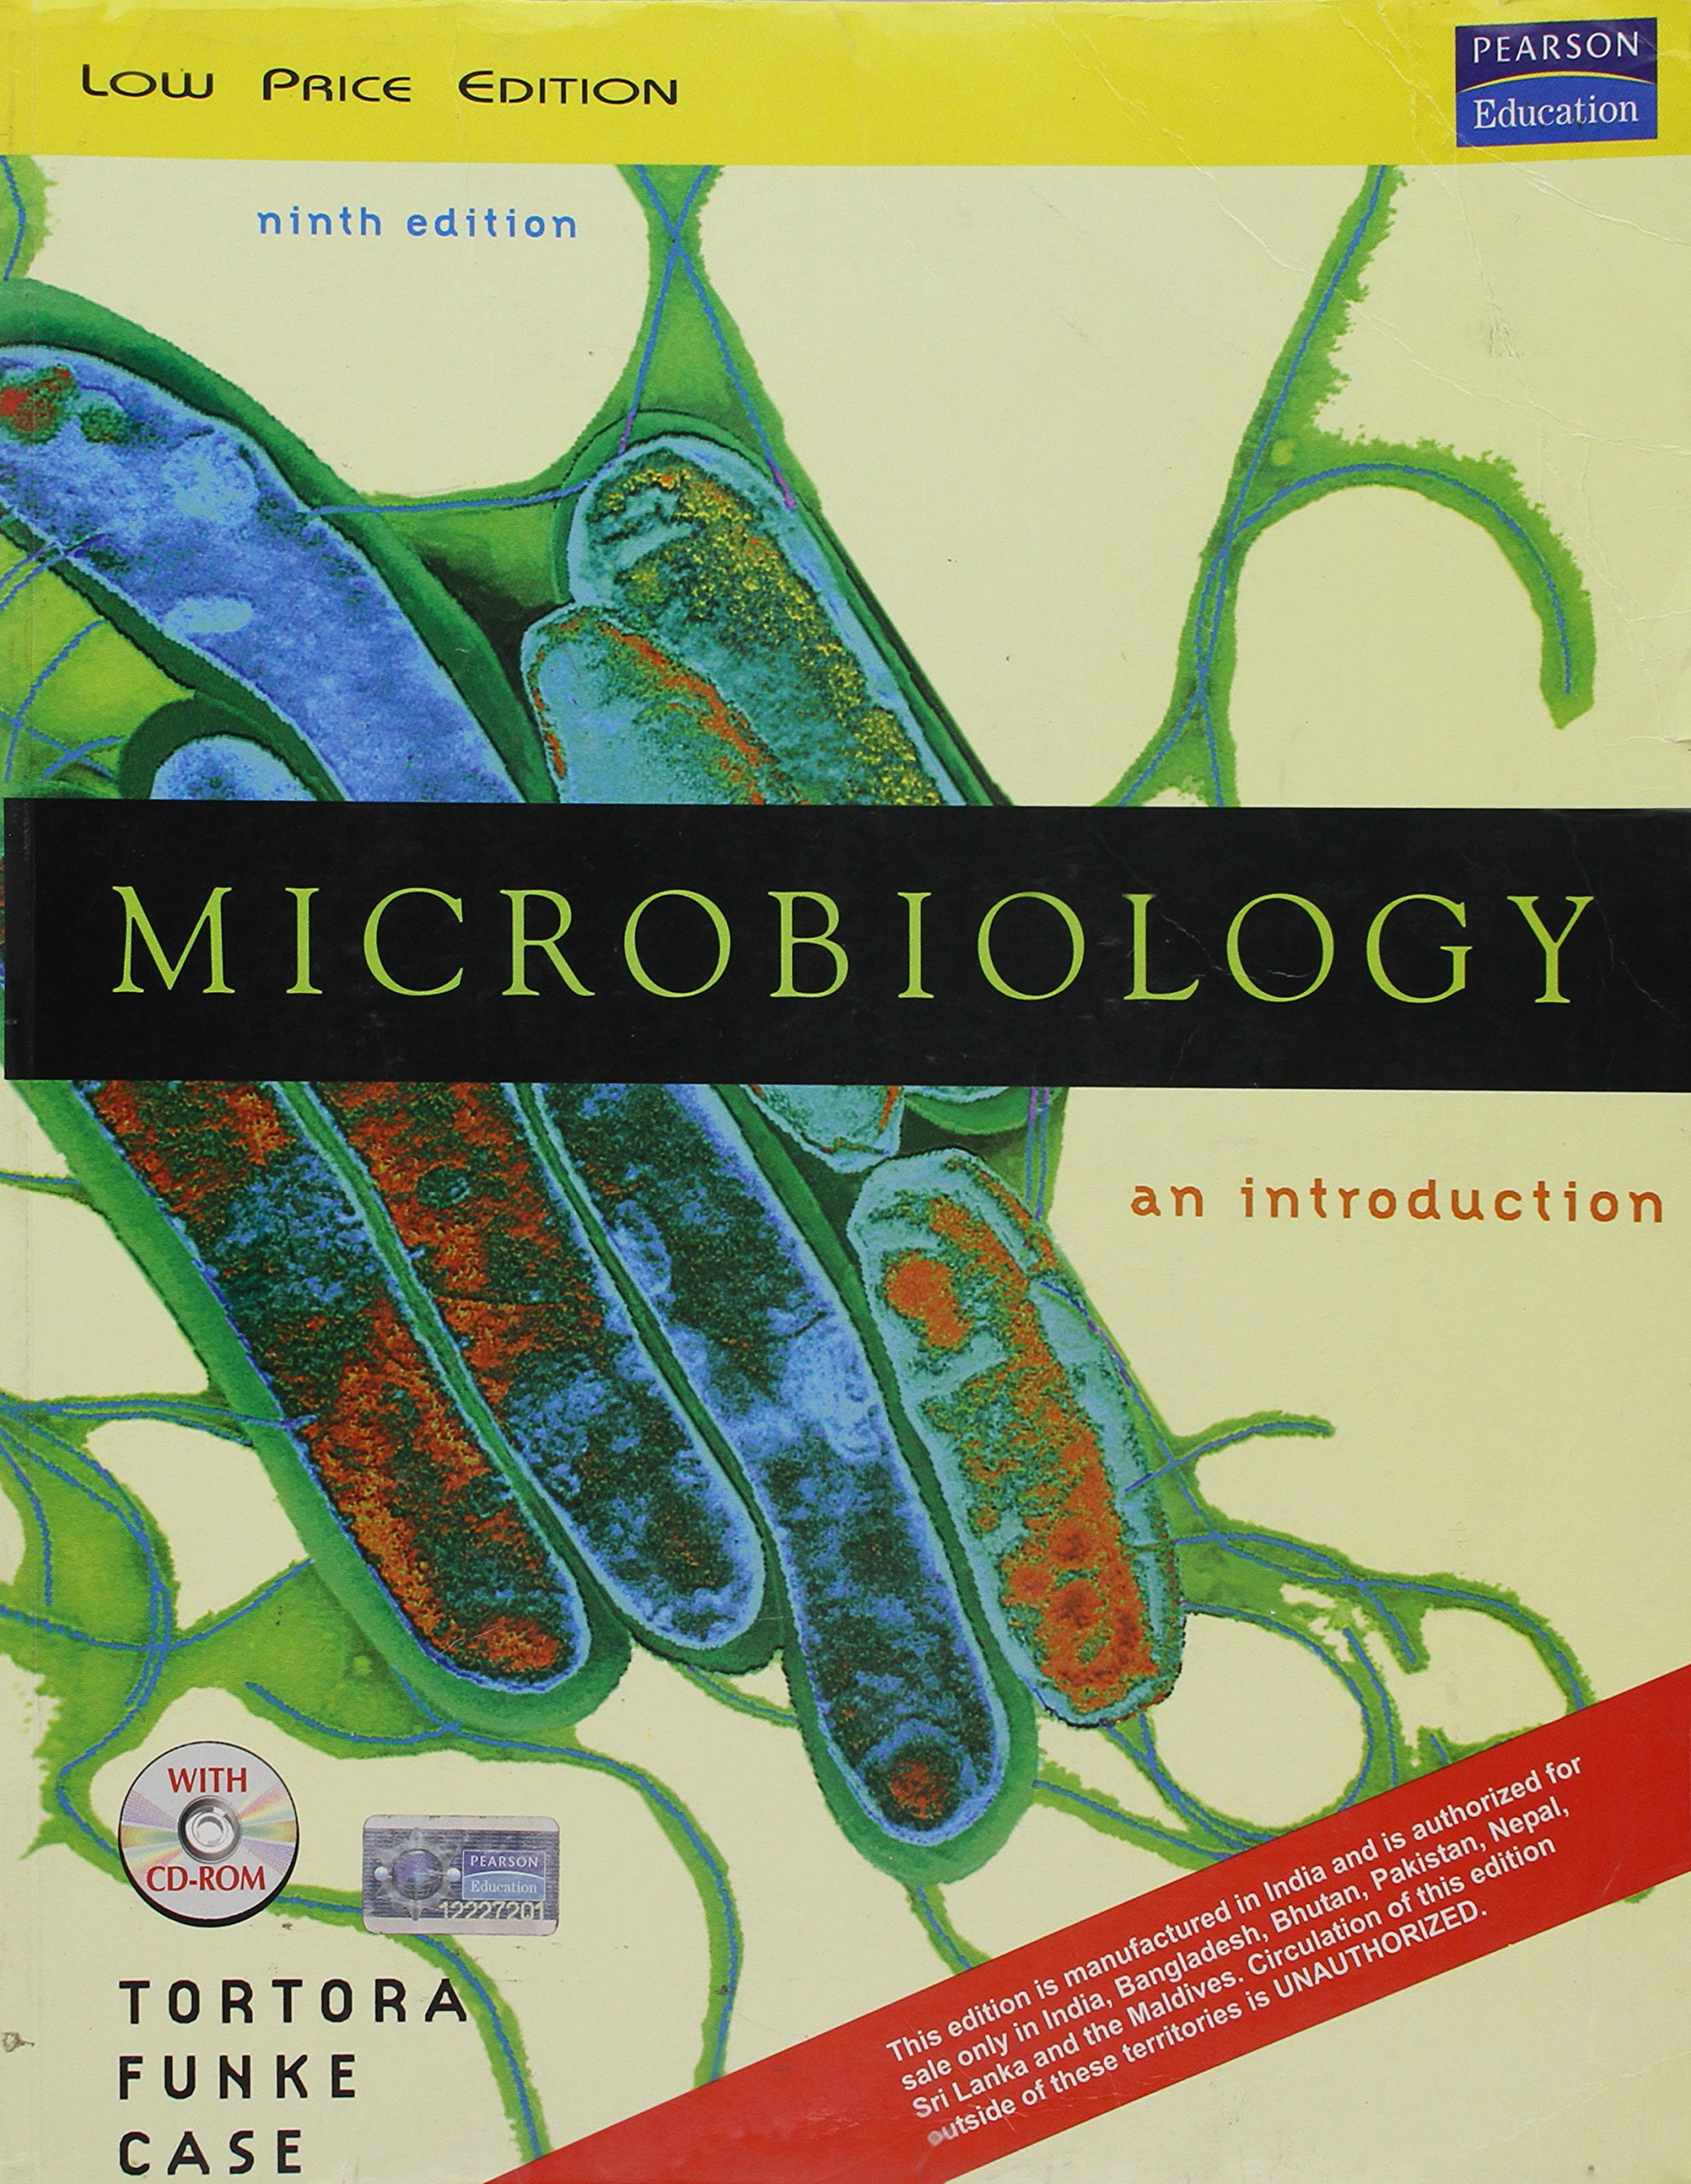 LOW PRICE EDITION
PEARSON
Education
ninth edition
MICROBIOLOGY
an introduction
WITH
CD-ROM
PEARSON
Education
12227201
TORTORA
FUNKE
CASE
This edition is manufactured in India and is authorized for
sale only in India, Bangladesh, Bhutan, Pakistan, Nepal,
Sri Lanka and the Maldives. Circulation of this edition
outside of these territories is UNAUTHORIZED.